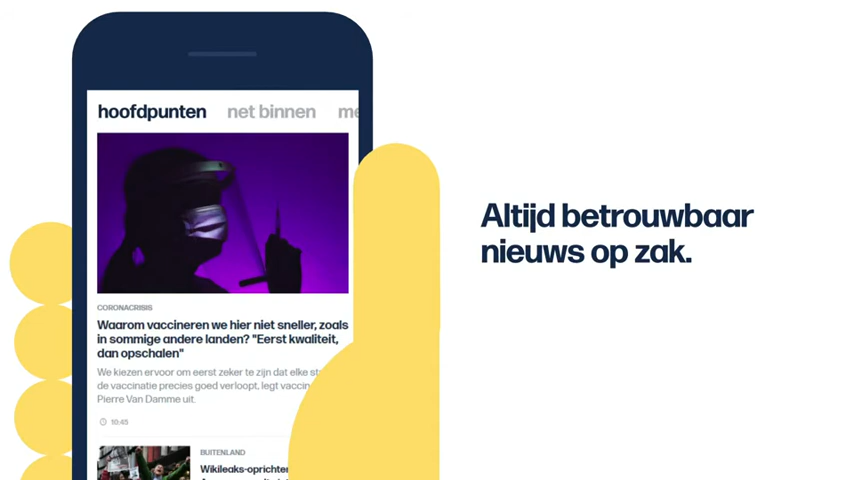 hoofdpunten net binnen me
CORONACRISIS
Waarom vaccineren we hier niet sneller, zoals
in sommige andere landen? "Eerst kwaliteit,
dan opschalen"
We kiezen ervoor om eerst zeker te zijn dat elke
de vaccinatie precies goed verloopt, legt vaccin
Pierre Van Damme uit.
10:45
BUITENLAND
Wikileaks-oprichter
Altijd betrouwbaar
nieuws op zak.